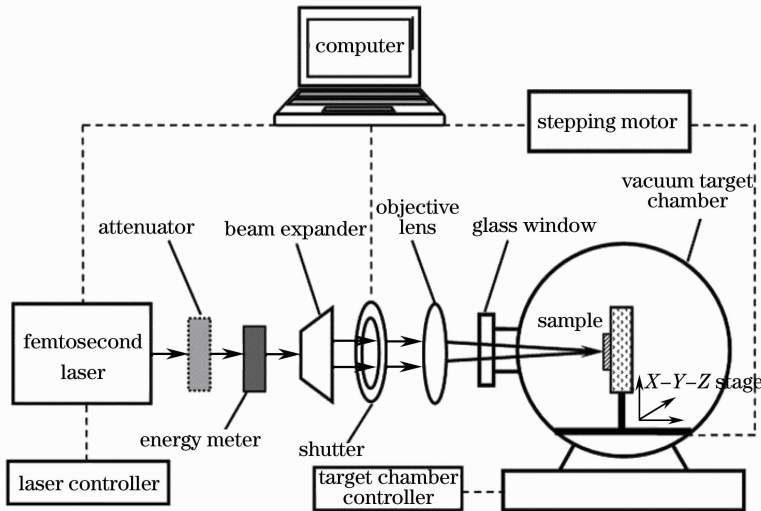 computer
stepping motor
vacuum target
chamber
attenuator
beam expander
objective
lens
glass window
femtosecond
laser
sample
X-Y-Z stage
energy meter
shutter
laser controller
target chamber
controller